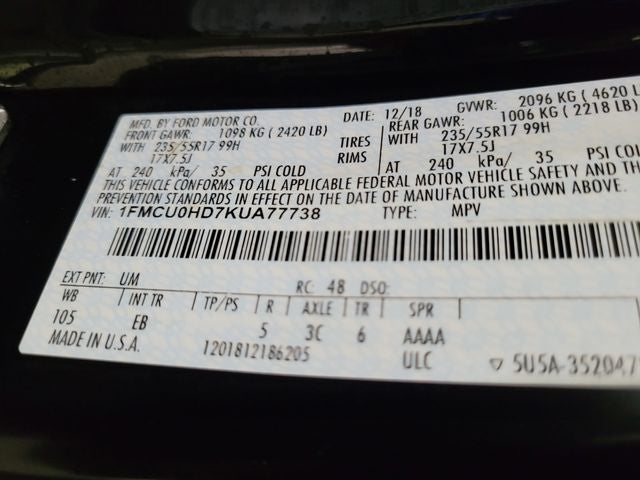 MFD. BY FORD MOTOR CO. DATE: 12/18 GVWR: 2096 KG ( 4620 L
FRONT GAWR: 1098 KG ( 2420 LB) REAR GAWR: 1006 KG ( 2218 LB)
WITH 235/55R17 99H TIRES WITH 235/55R17 99H
17X7.5J RIMS 17X7.5J
AT 240 kPa/ 35 PSI COLD AT 240 kPa/ 35 PSI COLD
THIS VEHICLE CONFORMS TO ALL APPLICABLE FEDERAL MOTOR VEHICLE SAFETY AND THEFT
PREVENTION STANDARDS IN EFFECT ON THE DATE OF MANUFACTURE SHOWN ABOVE.
VIN: 1FMCU0HD7KUA77738 TYPE: MPV
EXT PNT: UM RC: 48 DSO:
WB INT TR TP/PS R AXLE TR SPR
105 EB 5 3C 6 AAAA
MADE IN U.S.A. 1201812186205 ULC ▽ 5U5A-352047